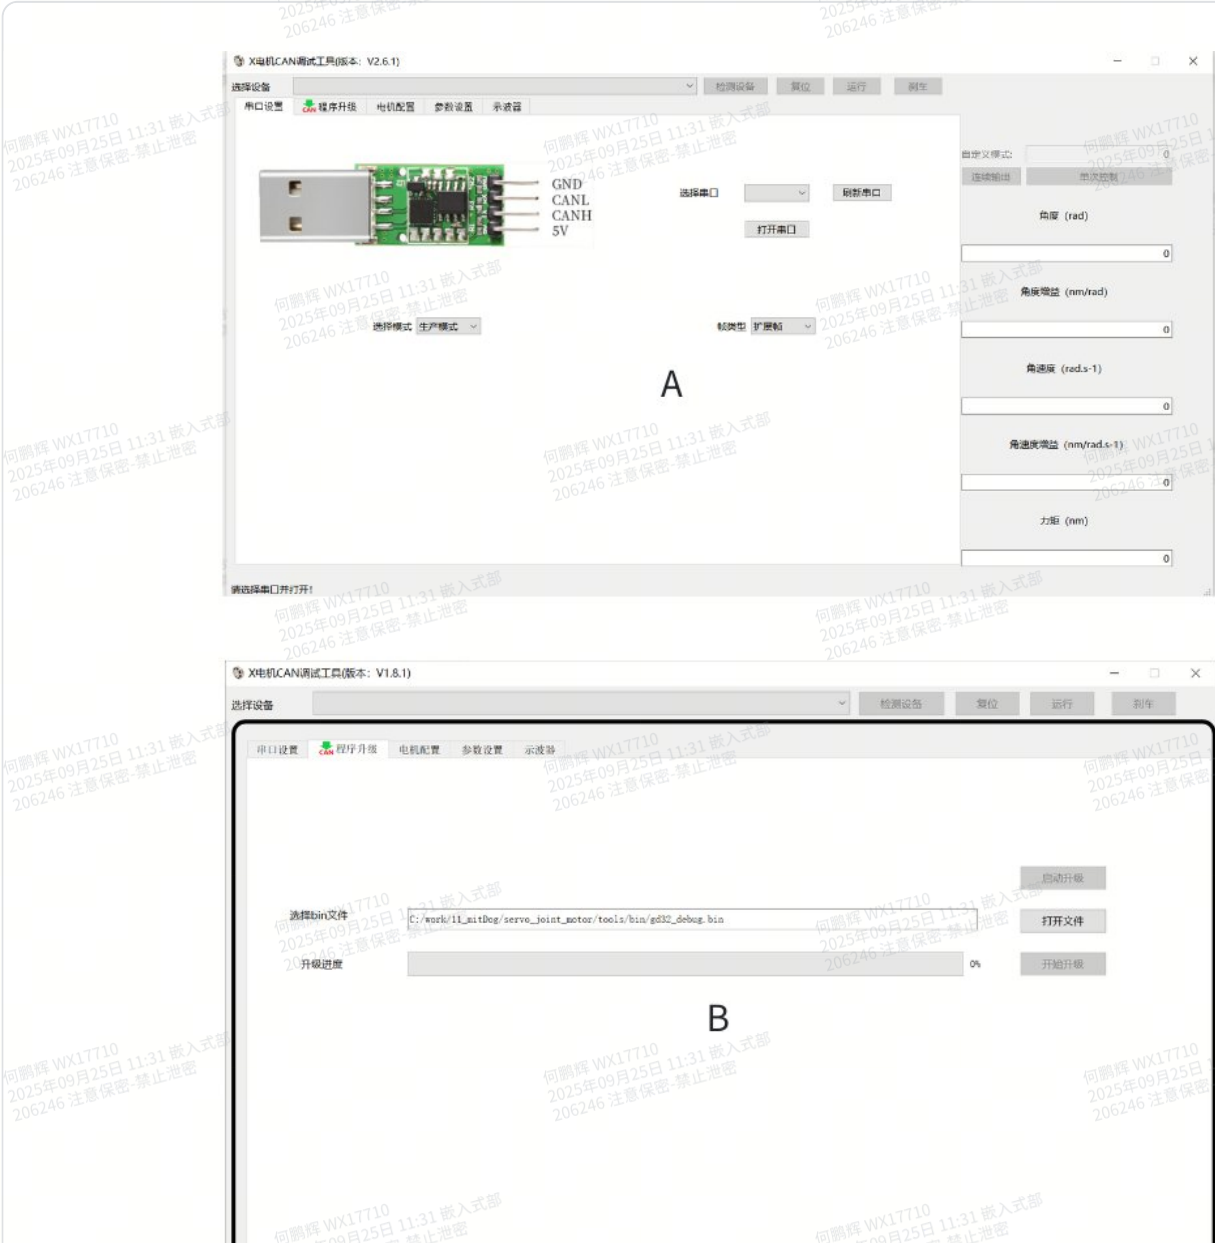 X电机CAN调试工具(版本：V2.6.1)
选择设备
检测设备 复位 运行 刹车
串口设置 CAN 程序升级 电机配置 参数设置 示波器
自定义模式: 0
连续输出 单次控制
GND
CANL
CANH
5V
选择串口 刷新串口
打开串口
角度 (rad)
0
角度增益 (nm/rad)
选择模式 生产模式 帧类型 扩展帧
0
角速度 (rad.s-1)
A
0
角速度增益 (nm/rad.s-1)
0
力矩 (nm)
0
请选择串口并打开!
X电机CAN调试工具(版本：V1.8.1)
选择设备 检测设备 复位 运行 刹车
串口设置 CAN 程序升级 电机配置 参数设置 示波器
启动升级
选择bin文件 C:/work/11_mitDog/servo_joint_motor/tools/bin/gd32_debug.bin 打开文件
升级进度 0% 开始升级
B
何鹏辉 WX17710 11:31 嵌入式部
2025年09月25日
206246 注意保密-禁止泄密